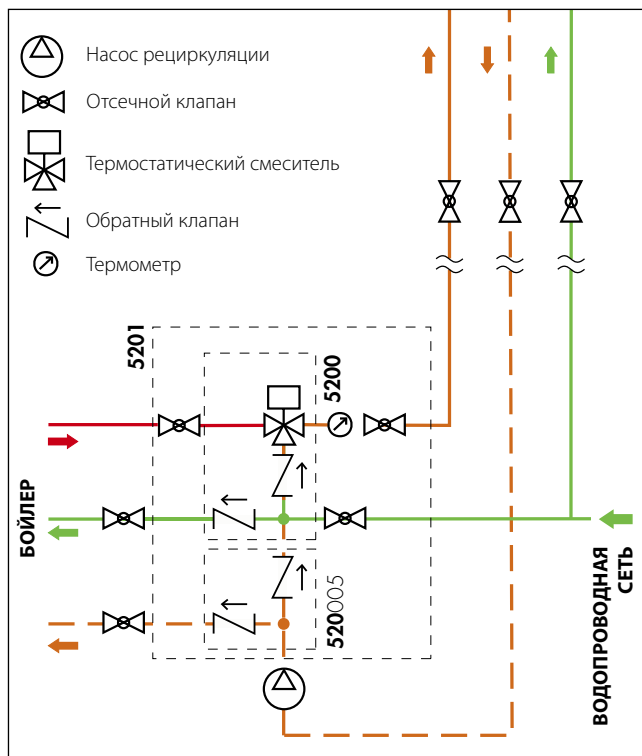 Насос рециркуляции
Отсечной клапан
Термостатический смеситель
Обратный клапан
Термометр
5201
5200
БОЙЛЕР
520005
ВОДОПРОВОДНАЯ
СЕТЬ